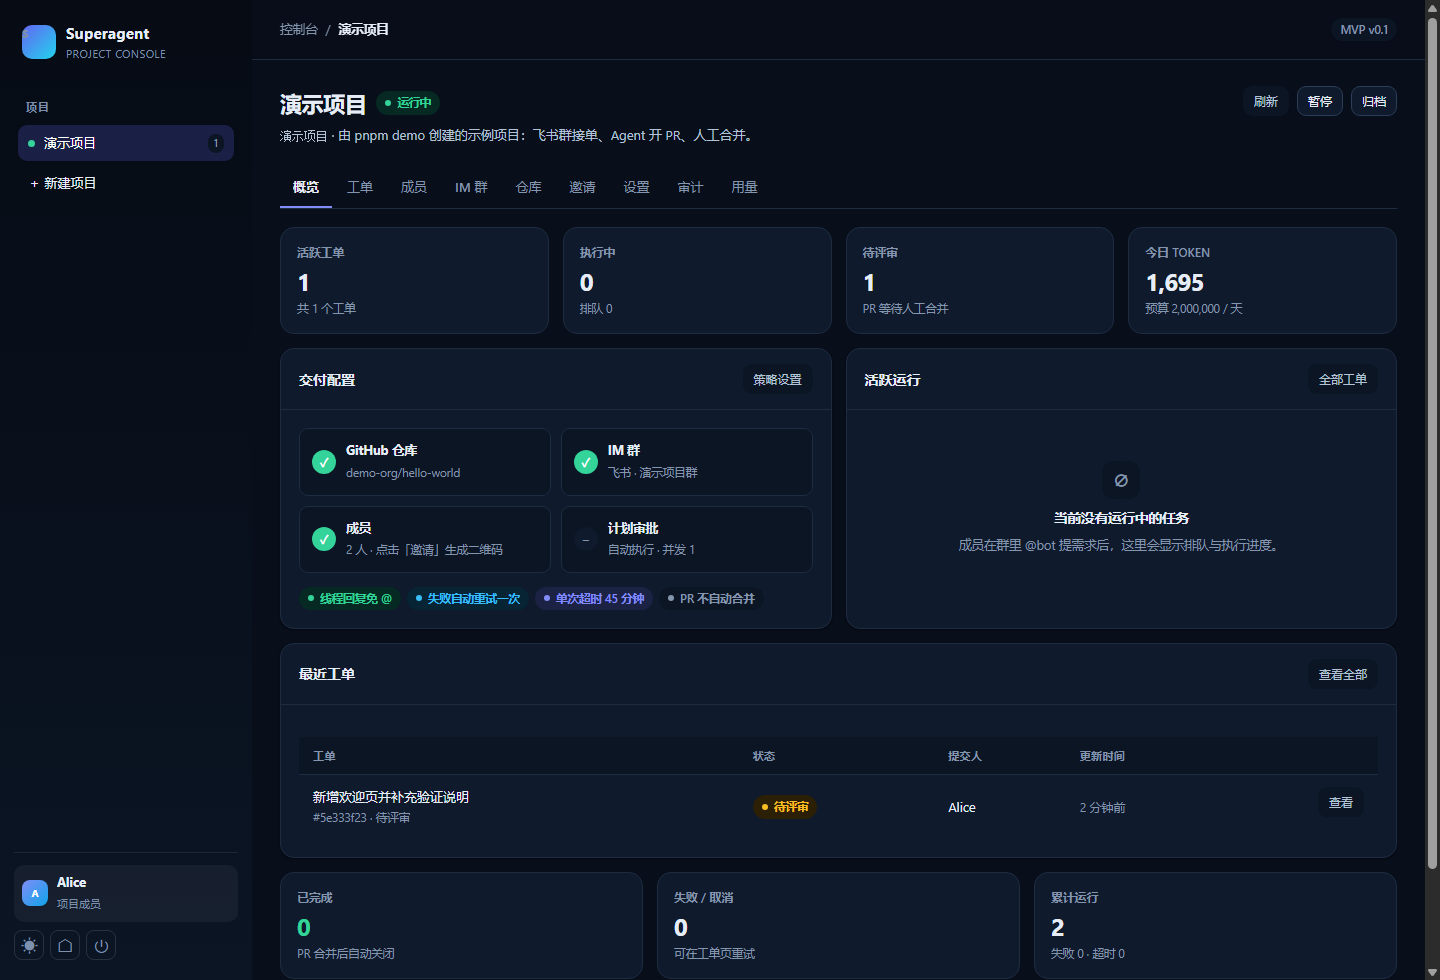 Superagent
PROJECT CONSOLE
项目
演示项目 1
+ 新建项目
Alice
项目成员
控制台 / 演示项目
MVP v0.1
演示项目 运行中
刷新 暂停 归档
演示项目 · 由 pnpm demo 创建的示例项目：飞书群接单、Agent 开 PR、人工合并。
概览 工单 成员 IM 群 仓库 邀请 设置 审计 用量
活跃工单
1
共 1 个工单
执行中
0
排队 0
待评审
1
PR 等待人工合并
今日 TOKEN
1,695
预算 2,000,000 / 天
交付配置 策略设置
GitHub 仓库
demo-org/hello-world
IM 群
飞书 · 演示项目群
成员
2 人 · 点击「邀请」生成二维码
计划审批
自动执行 · 并发 1
线程回复免 @ 失败自动重试一次 单次超时 45 分钟 PR 不自动合并
活跃运行 全部工单
当前没有运行中的任务
成员在群里 @bot 提需求后，这里会显示排队与执行进度。
最近工单 查看全部
工单 状态 提交人 更新时间
新增欢迎页并补充验证说明
#5e333f23 · 待评审
待评审 Alice 2 分钟前 查看
已完成
0
PR 合并后自动关闭
失败 / 取消
0
可在工单页重试
累计运行
2
失败 0 · 超时 0
A